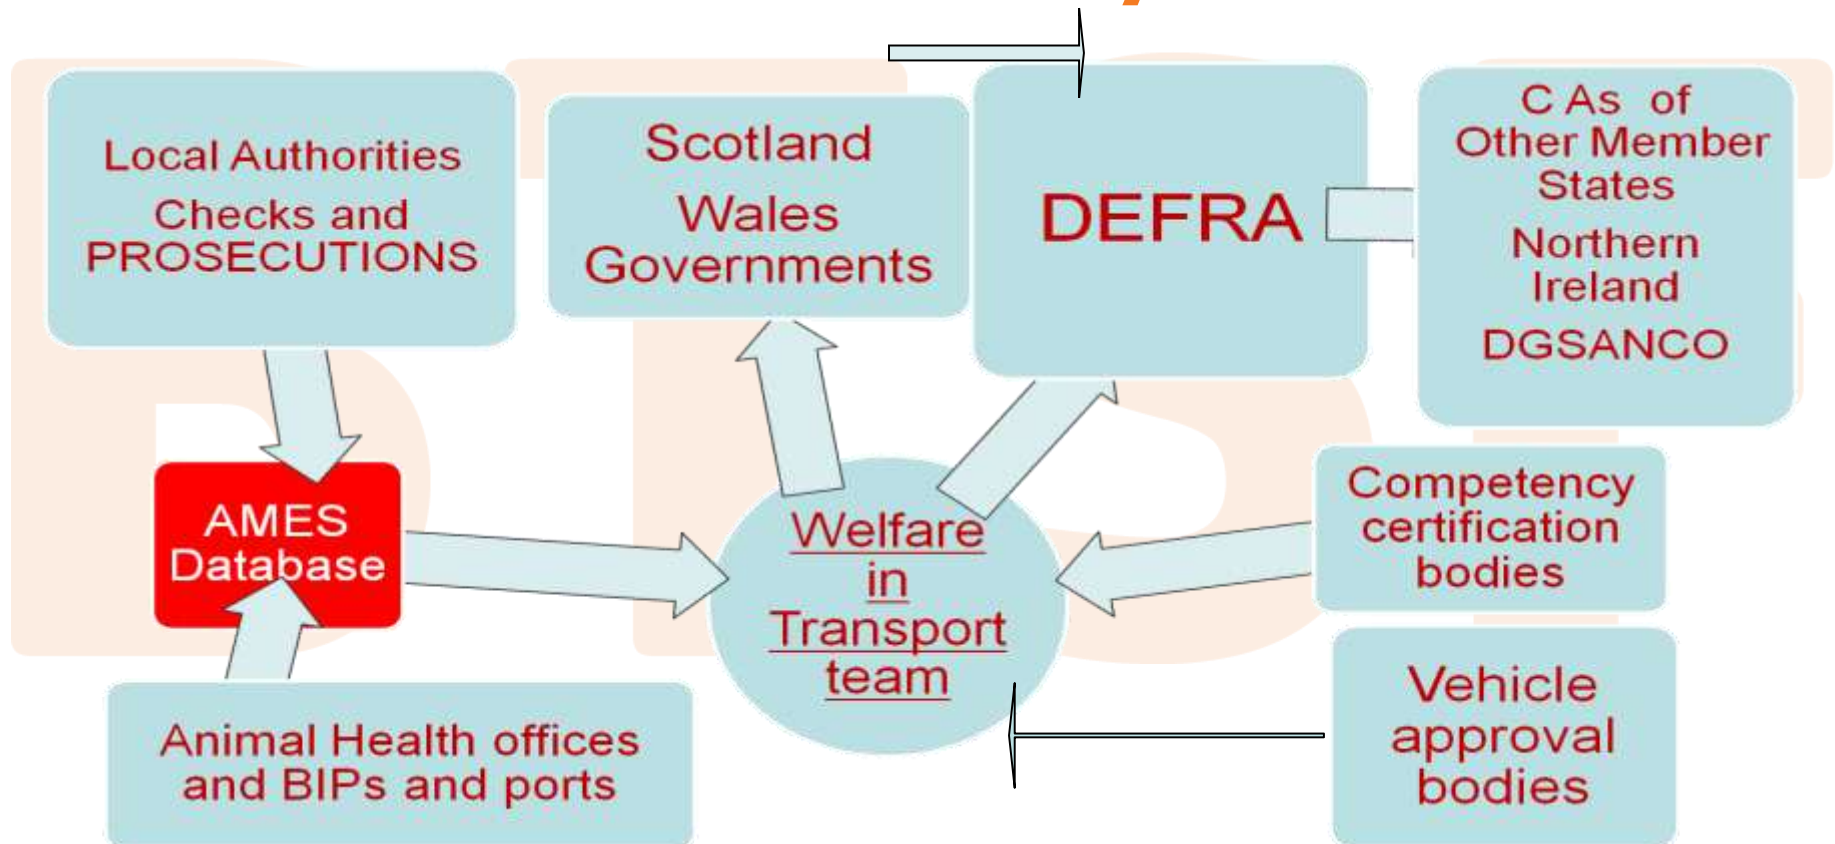 Local Authorities
Checks and
PROSECUTIONS
Scotland
Wales
Governments
DEFRA
C As of
Other Member
States
Northern
Ireland
DGSANCO
AMES
Database
Welfare
in
Transport
team
Competency
certification
bodies
Animal Health offices
and BIPs and ports
Vehicle
approval
bodies